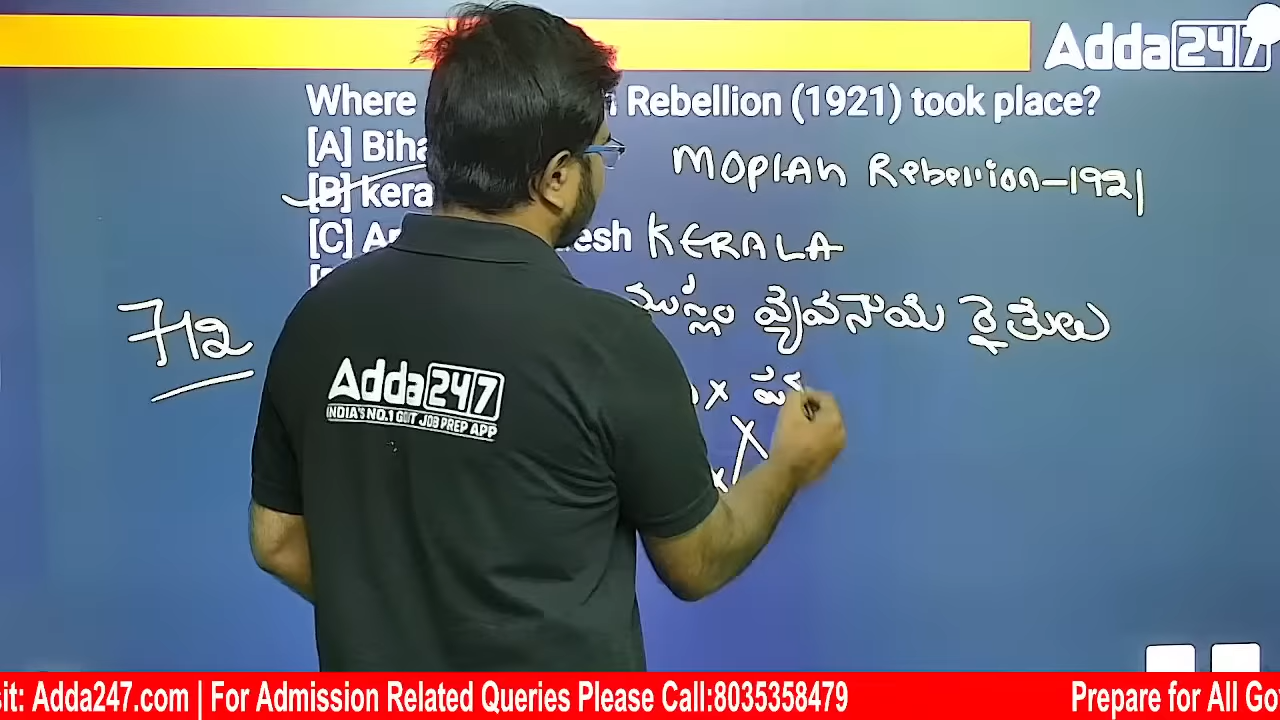 Adda247
Where Rebellion (1921) took place?
[A] Biha
MOPLAH Rebellion-1921
[B] kera
[C] An esh KERALA
ముస్లిం వ్యవసాయ రైతులు
712
Adda247
INDIA'S NO.1 GOVT JOB PREP APP
sit: Adda247.com | For Admission Related Queries Please Call:8035358479 Prepare for All Go